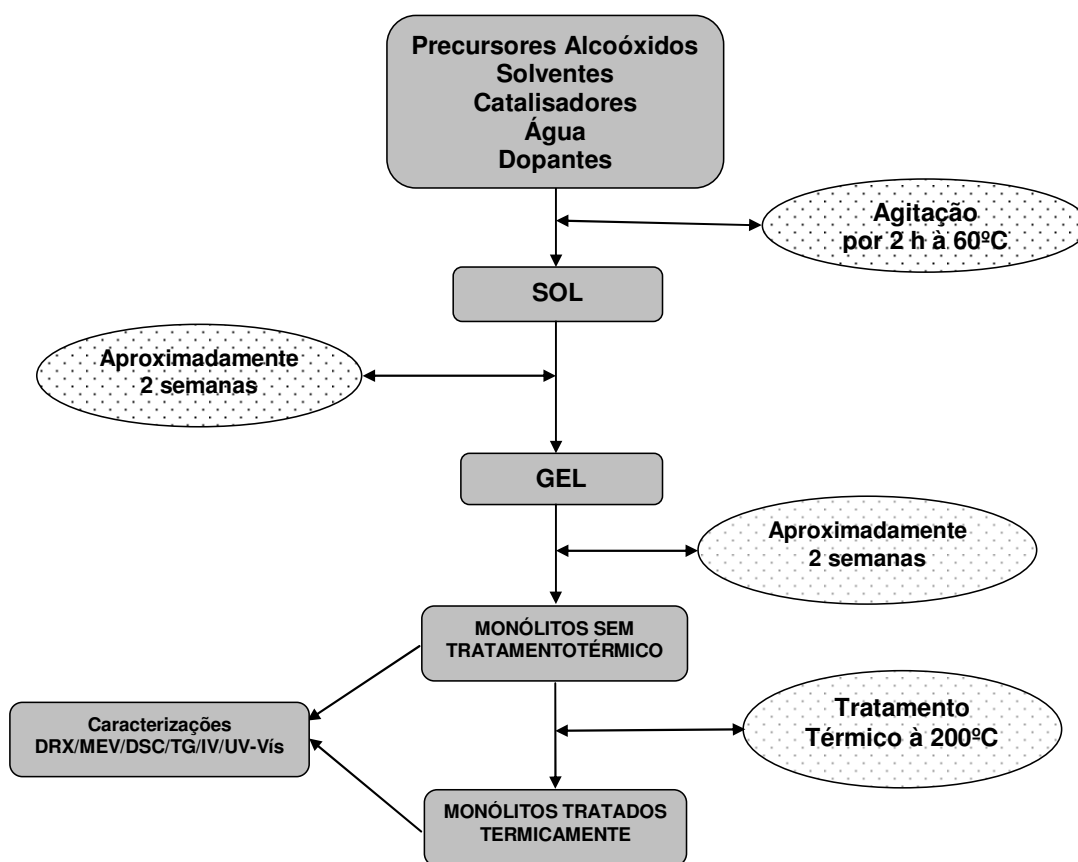 Precursores Alcoóxidos
Solventes
Catalisadores
Água
Dopantes
Agitação
por 2 h à 60ºC
SOL
Aproximadamente
2 semanas
GEL
Aproximadamente
2 semanas
MONÓLITOS SEM
TRATAMENTOTÉRMICO
Caracterizações
DRX/MEV/DSC/TG/IV/UV-Vís
Tratamento
Térmico à 200ºC
MONÓLITOS TRATADOS
TERMICAMENTE